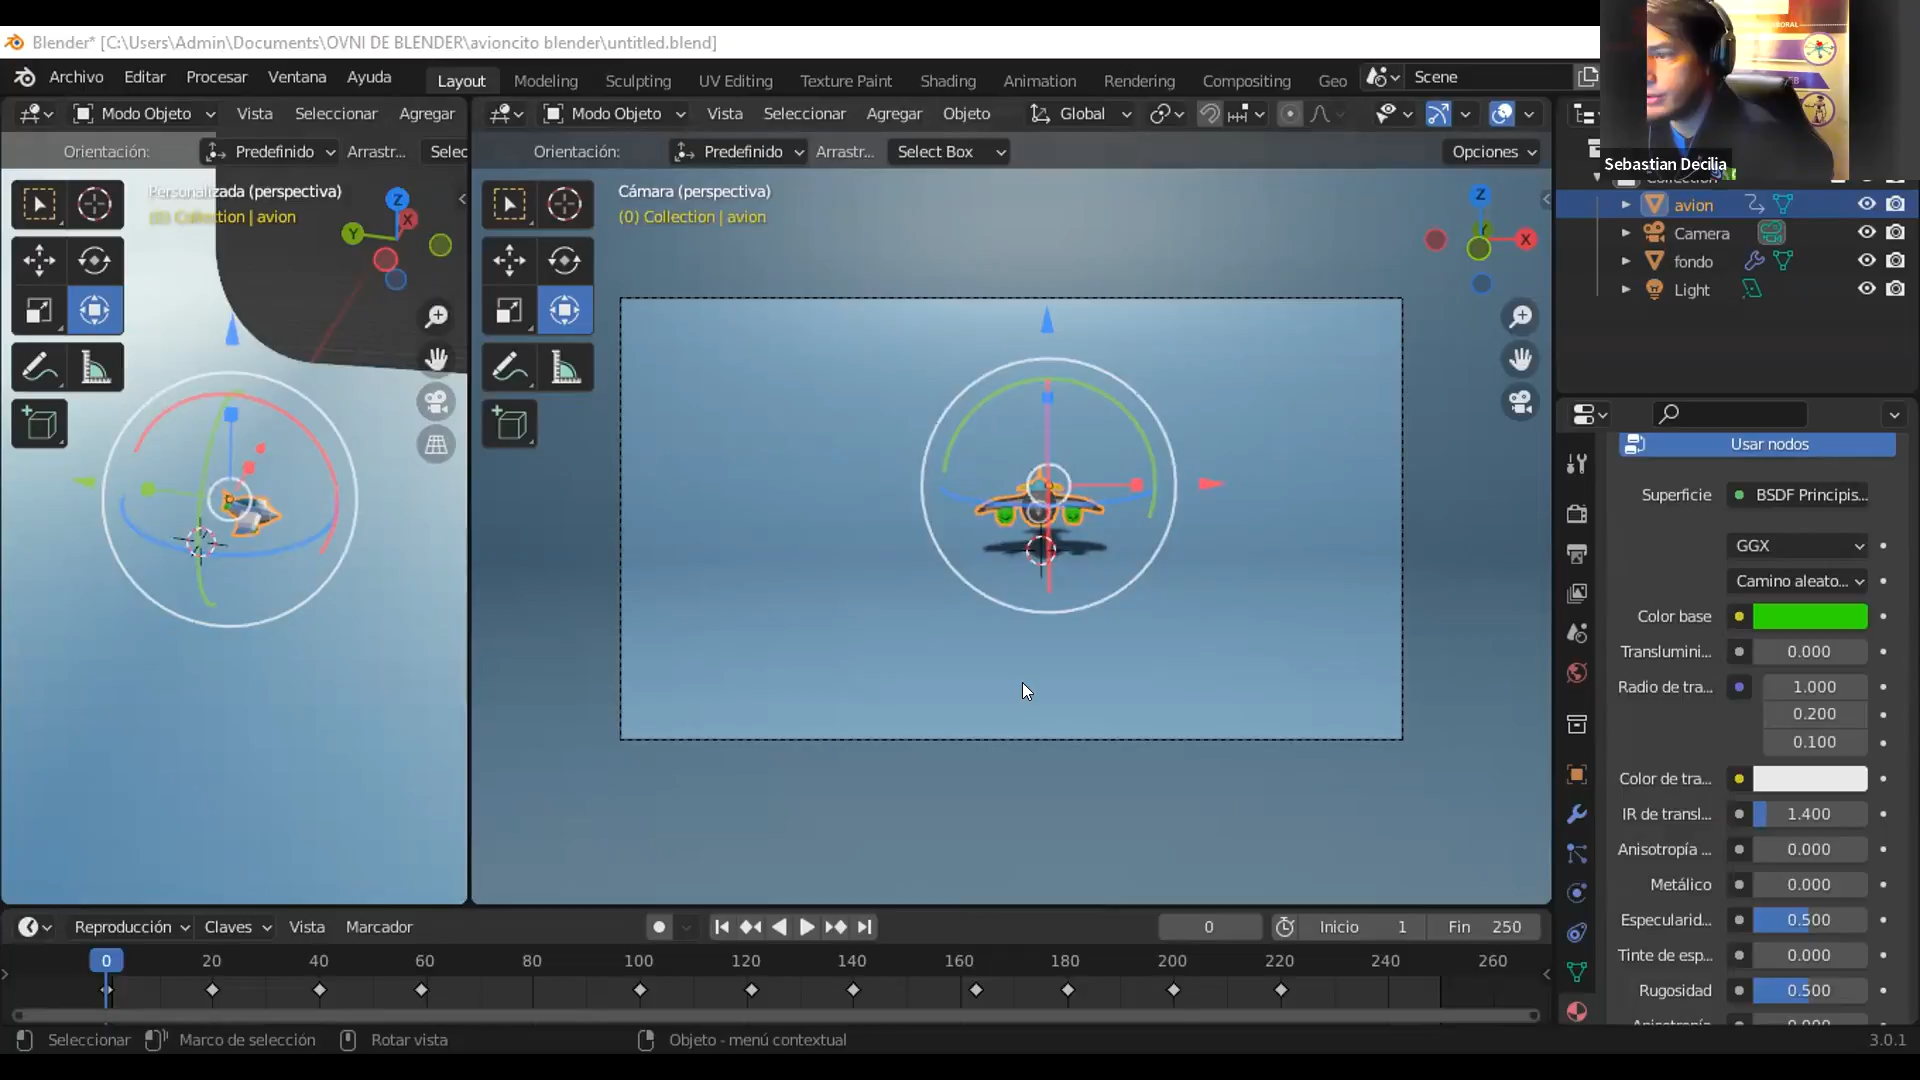 Blender* [C:\Users\Admin\Documents\OVNI DE BLENDER\avioncito blender\untitled.blend]
Archivo Editar Procesar Ventana Ayuda
Layout Modeling Sculpting UV Editing Texture Paint Shading Animation Rendering Compositing Geo
Scene
Modo Objeto Vista Seleccionar Agregar
Modo Objeto Vista Seleccionar Agregar Objeto Global
Orientación: Predefinido Arrastr... Selec
Orientación: Predefinido Arrastr... Select Box Opciones
Sebastian Decilia
Personalizada (perspectiva)
(0) Collection | avion
Z
X
Y
Cámara (perspectiva)
(0) Collection | avion
Z
X
Collection
avion
Camera
fondo
Light
Usar nodos
Superficie BSDF Principis...
GGX
Camino aleato...
Color base
Translumini... 0.000
Radio de tra... 1.000
0.200
0.100
Color de tra...
IR de transl... 1.400
Anisotropía ... 0.000
Metálico 0.000
Especularid... 0.500
Tinte de esp... 0.000
Rugosidad 0.500
Anisotropía 0.000
Reproducción Claves Vista Marcador
0 Inicio 1 Fin 250
0 20 40 60 80 100 120 140 160 180 200 220 240 260
Seleccionar Marco de selección Rotar vista Objeto - menú contextual
3.0.1